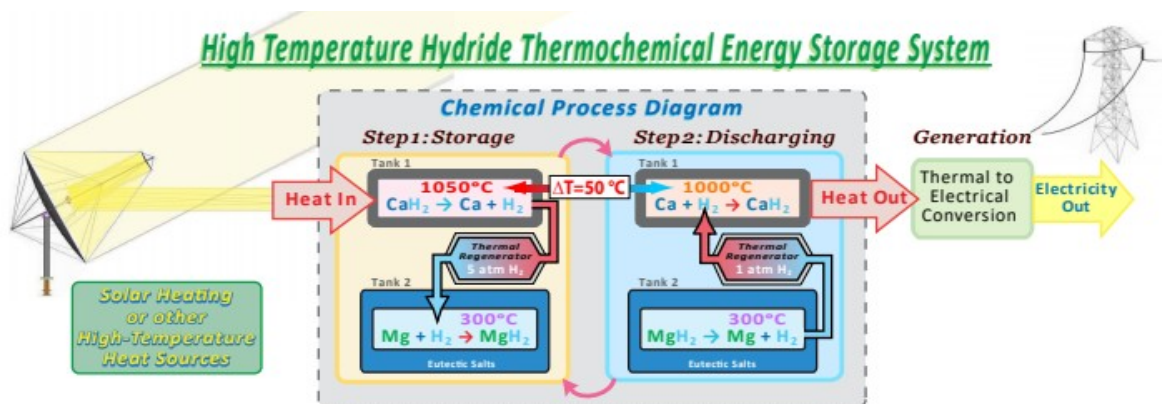 High Temperature Hydride Thermochemical Energy Storage System
Chemical Process Diagram
Step1:Storage
Step2:Discharging
Generation
Tank 1
1050°C
CaH₂ → Ca + H₂
ΔT=50 °C
Tank 1
1000°C
Ca + H₂ → CaH₂
Heat In
Heat Out
Thermal to
Electrical
Conversion
Electricity
Out
Thermal
Regenerator
5 atm H₂
Thermal
Regenerator
1 atm H₂
Tank 2
300°C
Mg + H₂ → MgH₂
Eutectic Salts
Tank 2
300°C
MgH₂ → Mg + H₂
Eutectic Salts
Solar Heating
or other
High-Temperature
Heat Sources